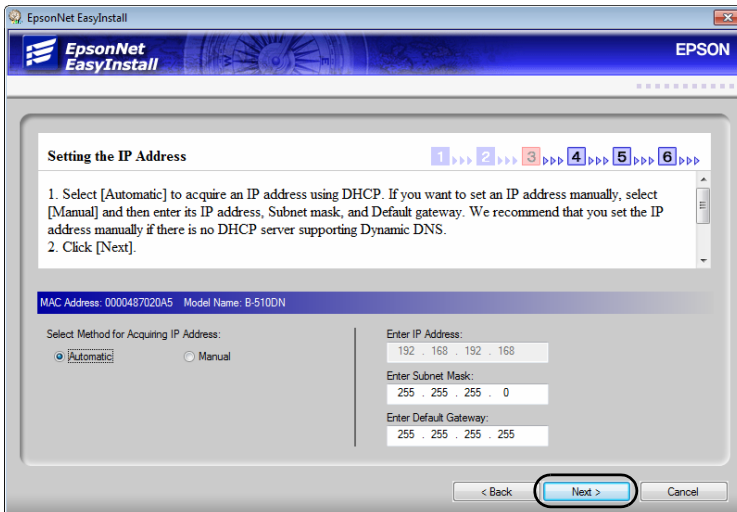 EpsonNet EasyInstall
EpsonNet
EasyInstall
EPSON
Setting the IP Address
1 2 3 4 5 6
1. Select [Automatic] to acquire an IP address using DHCP. If you want to set an IP address manually, select
[Manual] and then enter its IP address, Subnet mask, and Default gateway. We recommend that you set the IP
address manually if there is no DHCP server supporting Dynamic DNS.
2. Click [Next].
MAC Address: 0000487020A5 Model Name: B-510DN
Select Method for Acquiring IP Address:
Automatic Manual
Enter IP Address:
192 . 168 . 192 . 168
Enter Subnet Mask:
255 . 255 . 255 . 0
Enter Default Gateway:
255 . 255 . 255 . 255
< Back Next > Cancel